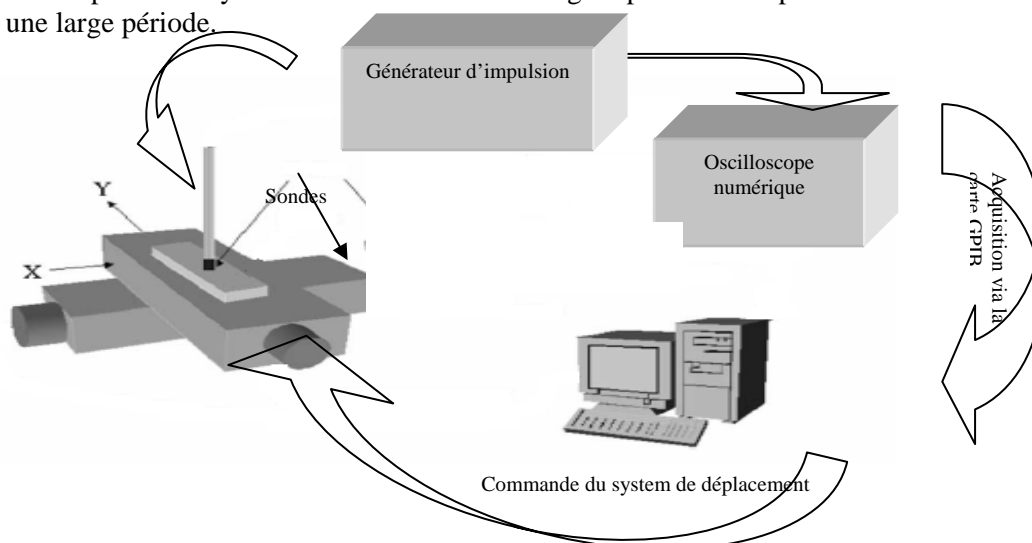 une large période.
Générateur d’impulsion
Oscilloscope
numérique
Sondes
Y
X
Acquisition via la
carte GPIB
Commande du system de déplacement